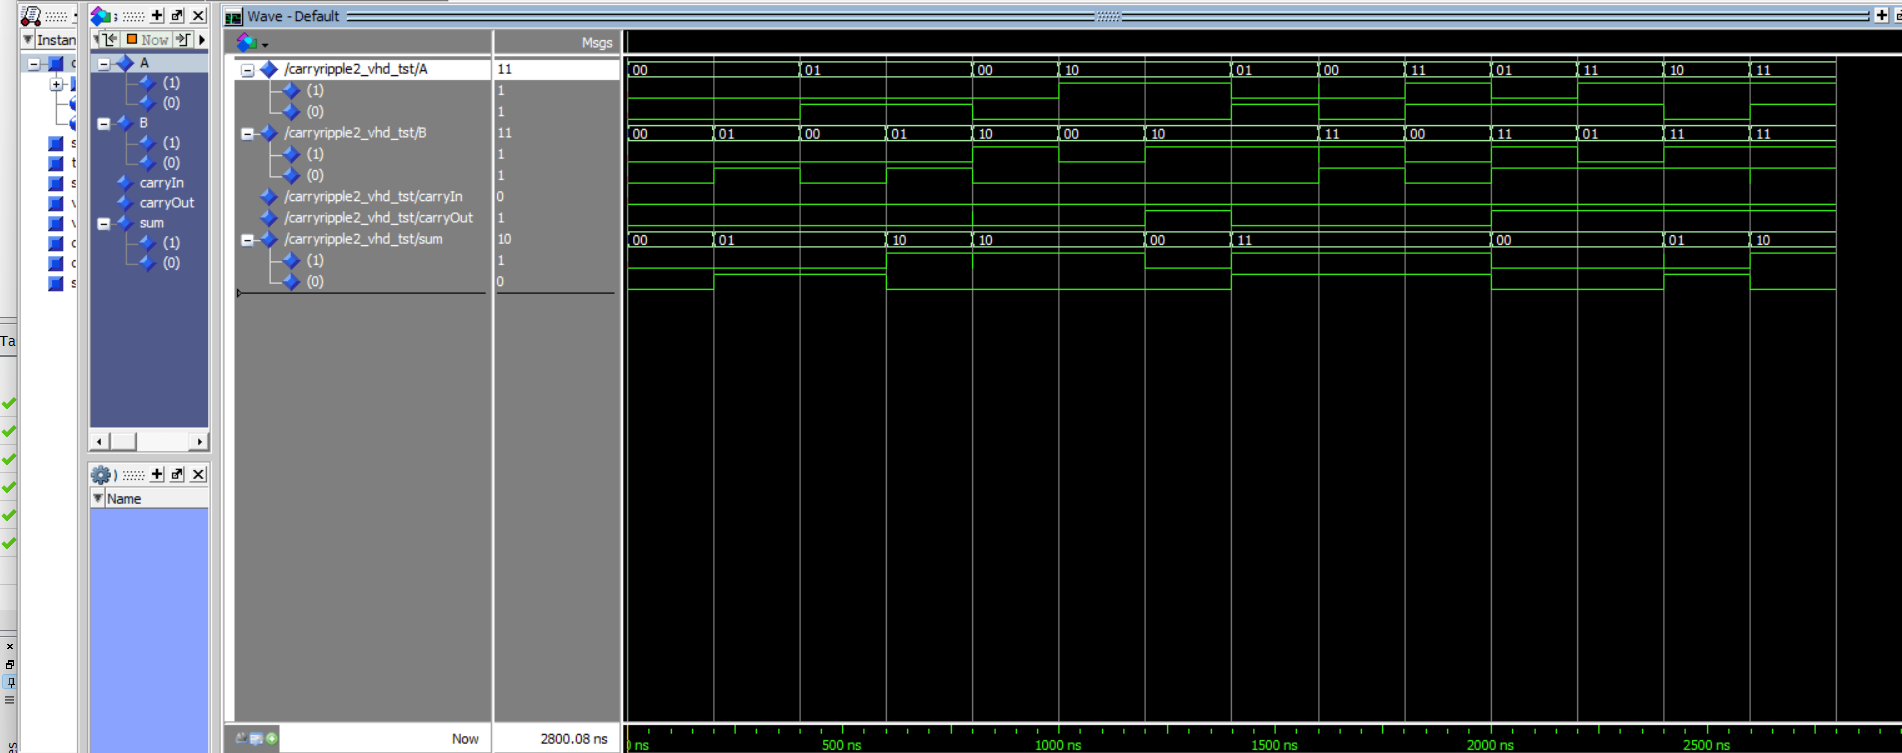 Wave - Default
Instan
Now
Msgs
A
(1)
(0)
B
(1)
(0)
carryIn
carryOut
sum
(1)
(0)
/carryripple2_vhd_tst/A 11 00 01 00 10 01 00 11 01 11 10 11
(1) 1
(0) 1
/carryripple2_vhd_tst/B 11 00 01 00 01 10 00 10 11 00 11 01 11 11
(1) 1
(0) 1
/carryripple2_vhd_tst/carryIn 0
/carryripple2_vhd_tst/carryOut 1
/carryripple2_vhd_tst/sum 10 00 01 10 10 00 11 00 01 10
(1) 1
(0) 0
Ta
Name
Now 2800.08 ns
0 ns 500 ns 1000 ns 1500 ns 2000 ns 2500 ns